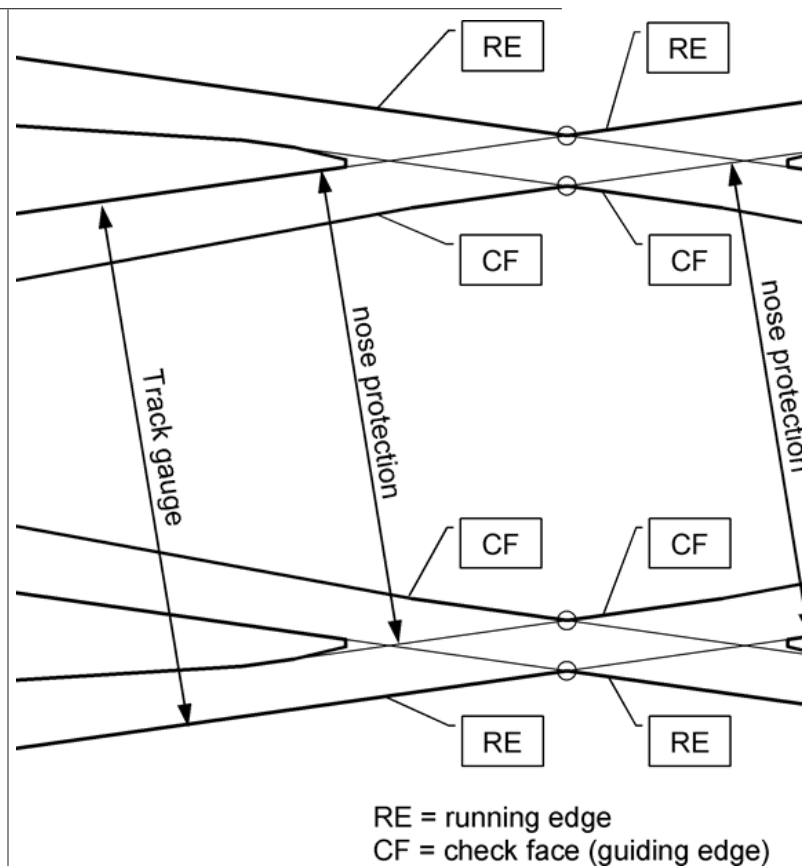 RE
RE
CF
CF
Track gauge
nose protection
nose protection
CF
CF
RE
RE
RE = running edge
CF = check face (guiding edge)